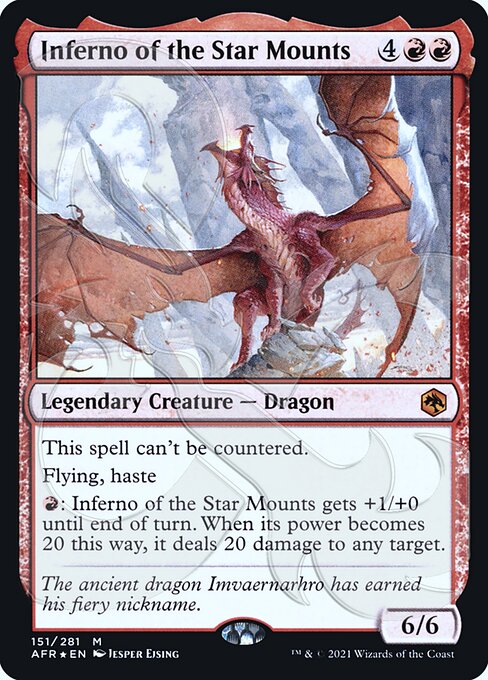 Inferno of the Star Mounts 4
Legendary Creature — Dragon
This spell can't be countered.
Flying, haste
: Inferno of the Star Mounts gets +1/+0
until end of turn. When its power becomes
20 this way, it deals 20 damage to any target.
The ancient dragon Imvaernarhro has earned
his fiery nickname.
6/6
151/281 M
AFR★EN Jesper Eising
™ & © 2021 Wizards of the Coast